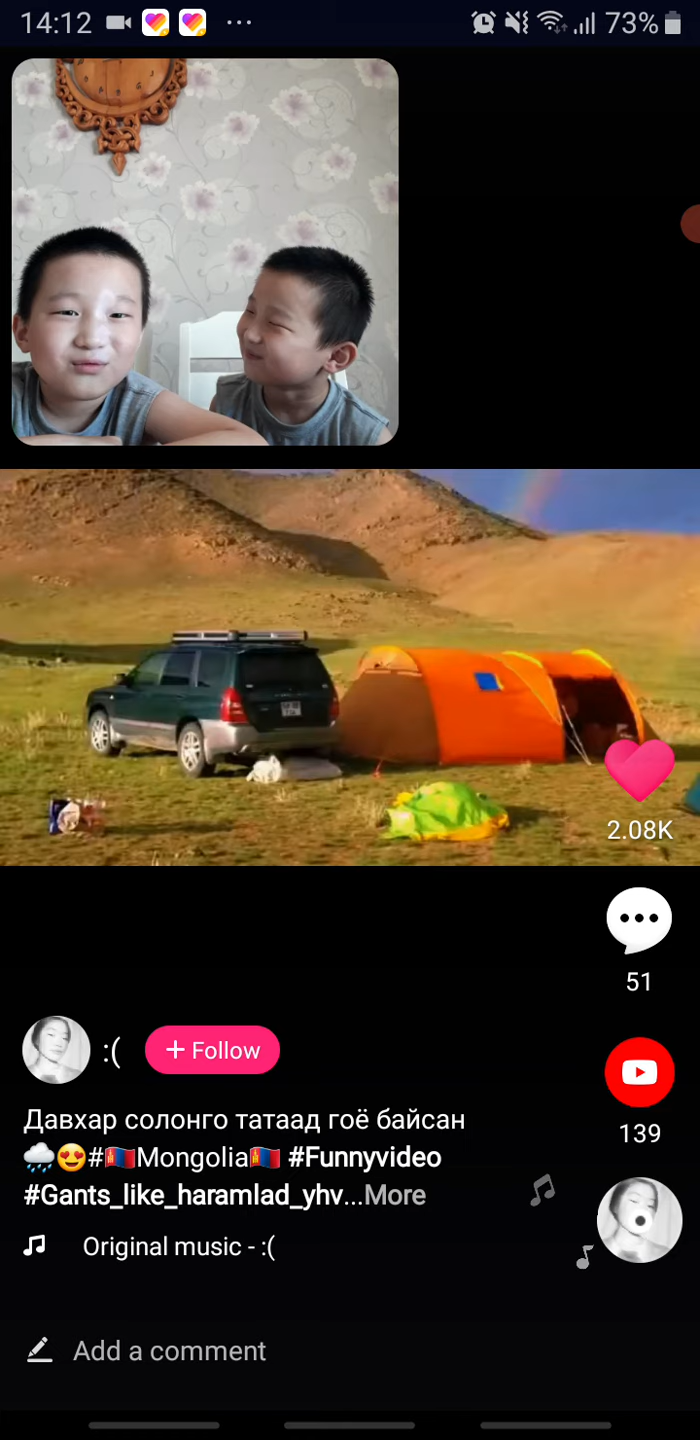 14:12
73%
2.08K
51
:(
+ Follow
139
Давхар солонго татаад гоё байсан
🌧️😍#🇲🇳Mongolia🇲🇳 #Funnyvideo
#Gants_like_haramlad_yhv...More
Original music - :(
Add a comment